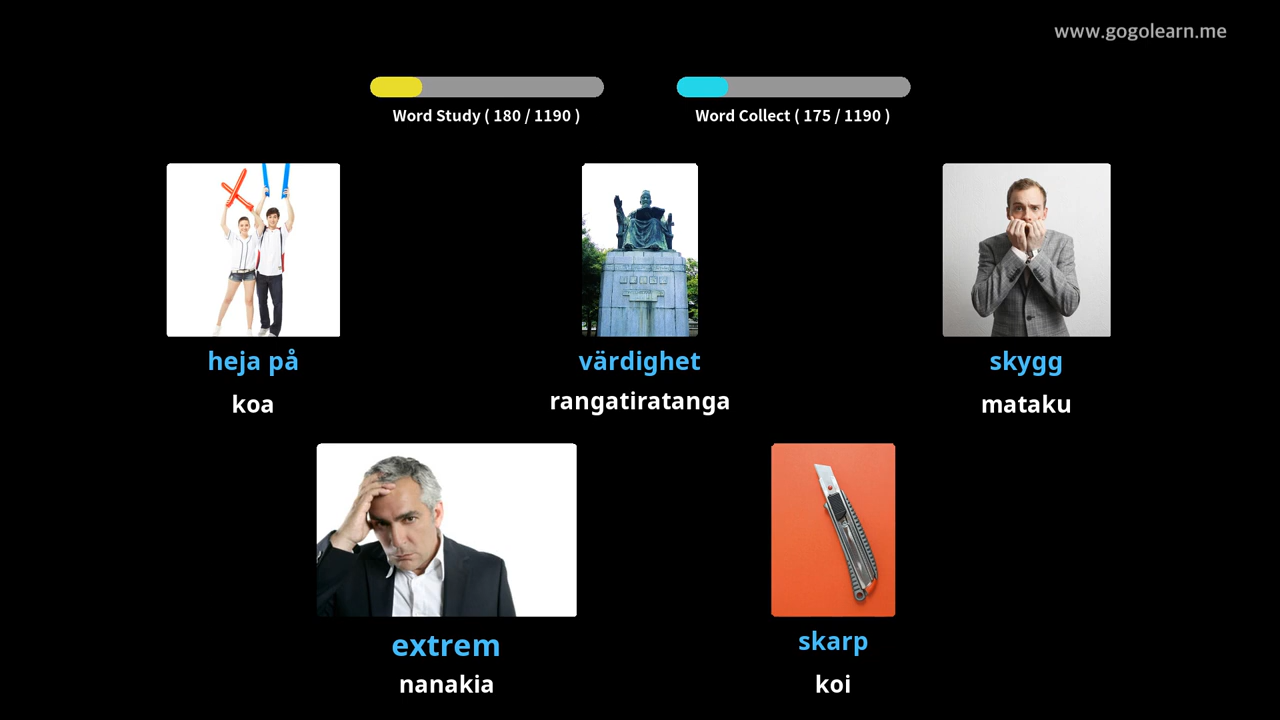 www.gogolearn.me
Word Study ( 180 / 1190 )
Word Collect ( 175 / 1190 )
heja på
koa
värdighet
rangatiratanga
skygg
mataku
extrem
nanakia
skarp
koi